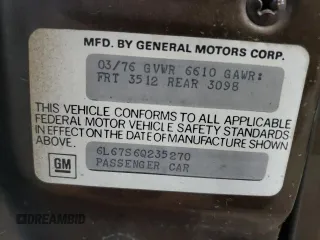 MFD. BY GENERAL MOTORS CORP.
03/76 GVWR 6610 GAWR:
FRT 3512 REAR 3098
THIS VEHICLE CONFORMS TO ALL APPLICABLE
FEDERAL MOTOR VEHICLE SAFETY STANDARDS
IN EFFECT ON THE DATE OF MANUFACTURE SHOWN
ABOVE.
6L67S6Q235270
PASSENGER CAR
GM
DREAMBID